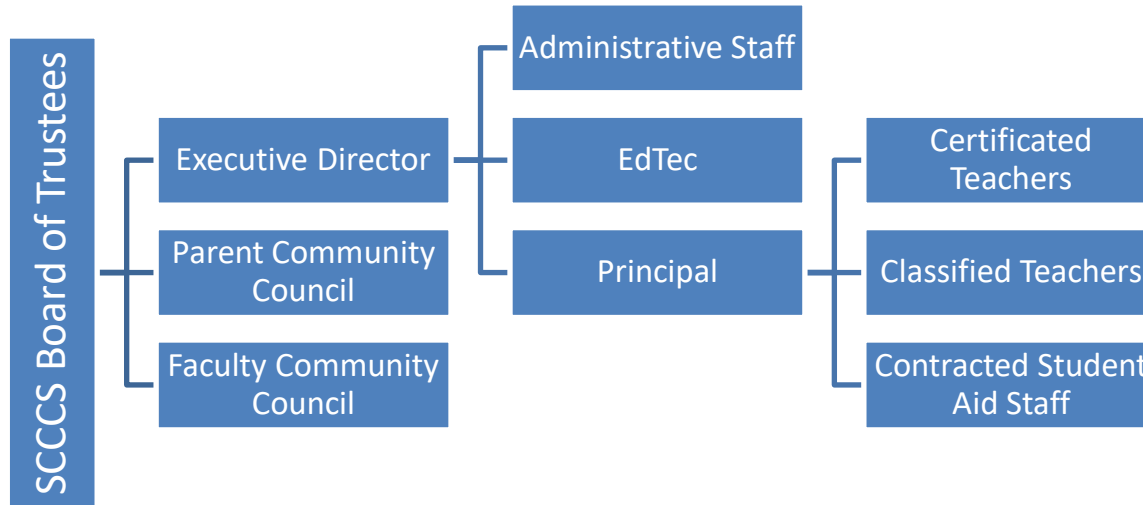 SCCCS Board of Trustees
Executive Director
Parent Community
Council
Faculty Community
Council
Administrative Staff
EdTec
Principal
Certificated
Teachers
Classified Teachers
Contracted Student
Aid Staff